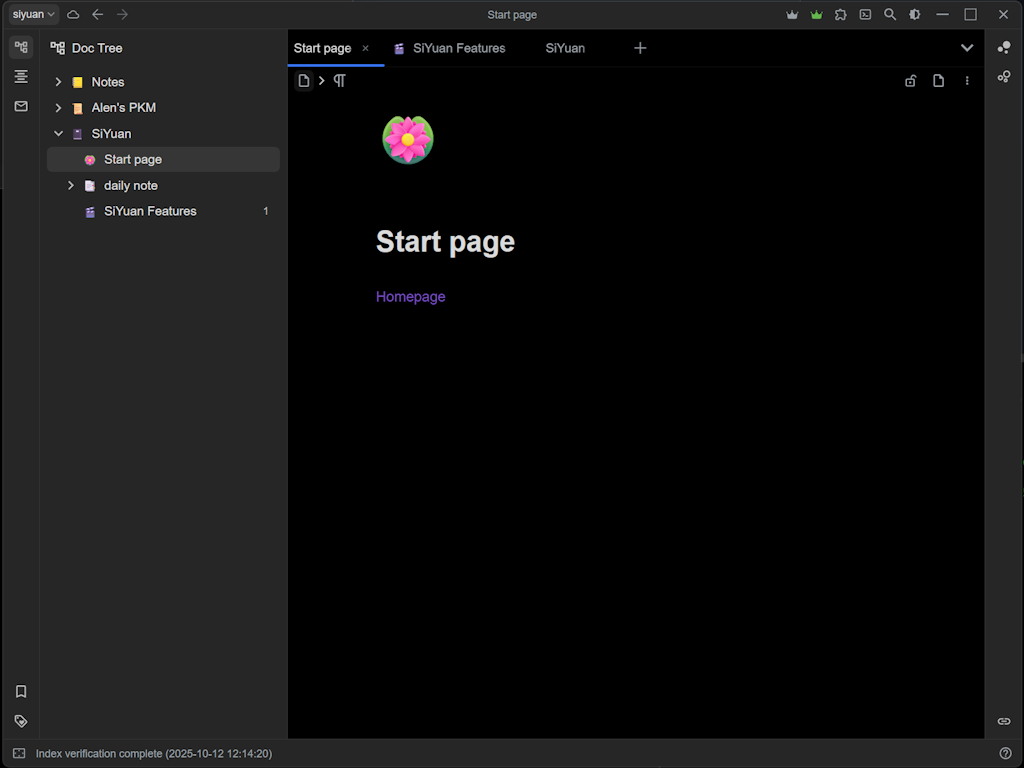 siyuan
Start page
Doc Tree
Start page
SiYuan Features
SiYuan
Notes
Alen's PKM
SiYuan
Start page
daily note
SiYuan Features 1
Start page
Homepage
Index verification complete (2025-10-12 12:14:20)